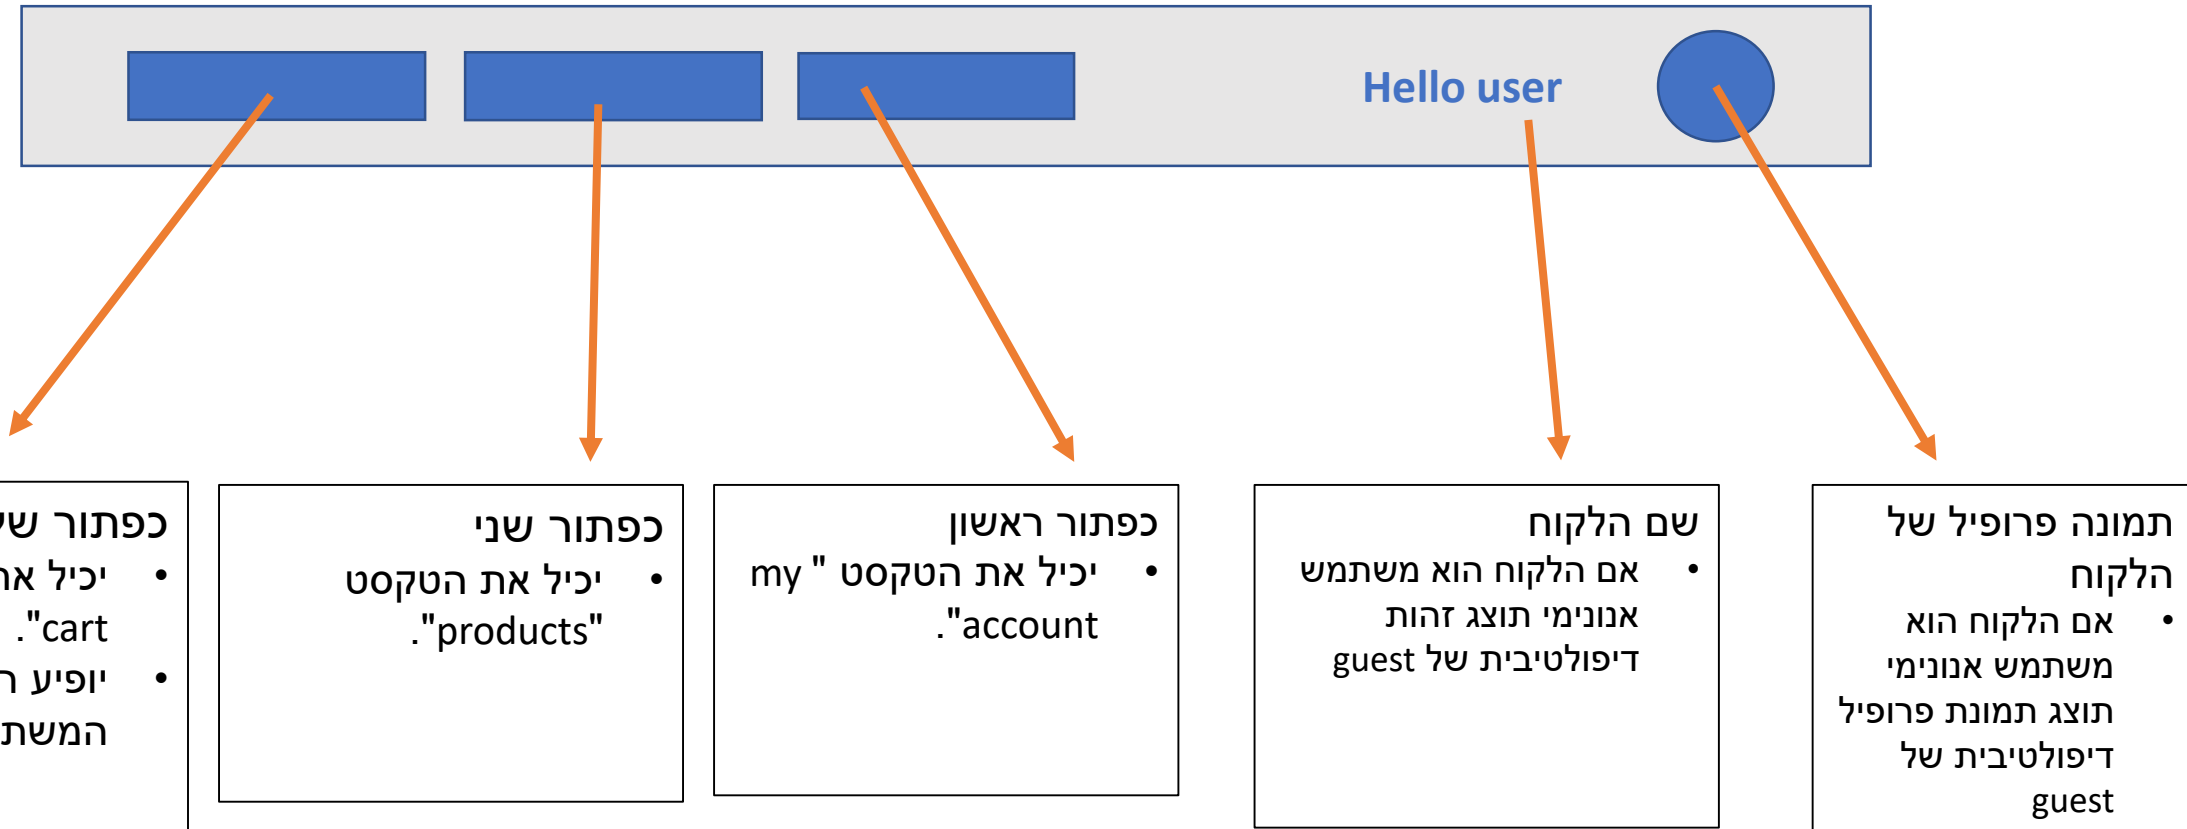 Hello user
תמונה פרופיל של
הלקוח
• אם הלקוח הוא
משתמש אנונימי
תוצג תמונת פרופיל
דיפולטיבית של
guest
שם הלקוח
• אם הלקוח הוא משתמש
אנונימי תוצג זהות
דיפולטיבית של guest
כפתור ראשון
• יכיל את הטקסט " my
account".
כפתור שני
• יכיל את הטקסט
"products".
כפתור
• יכיל
cart".
• יופיע